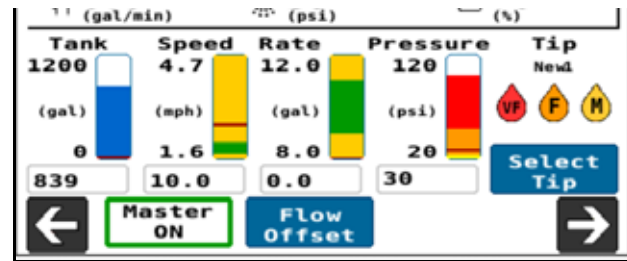 (gal/min) (psi) (%)
Tank Speed Rate Pressure Tip
1200 4.7 12.0 120 New1
(gal) (mph) (gal) (psi) VF F M
0 1.6 8.0 20
Select
Tip
839 10.0 0.0 30
Master
ON
Flow
Offset